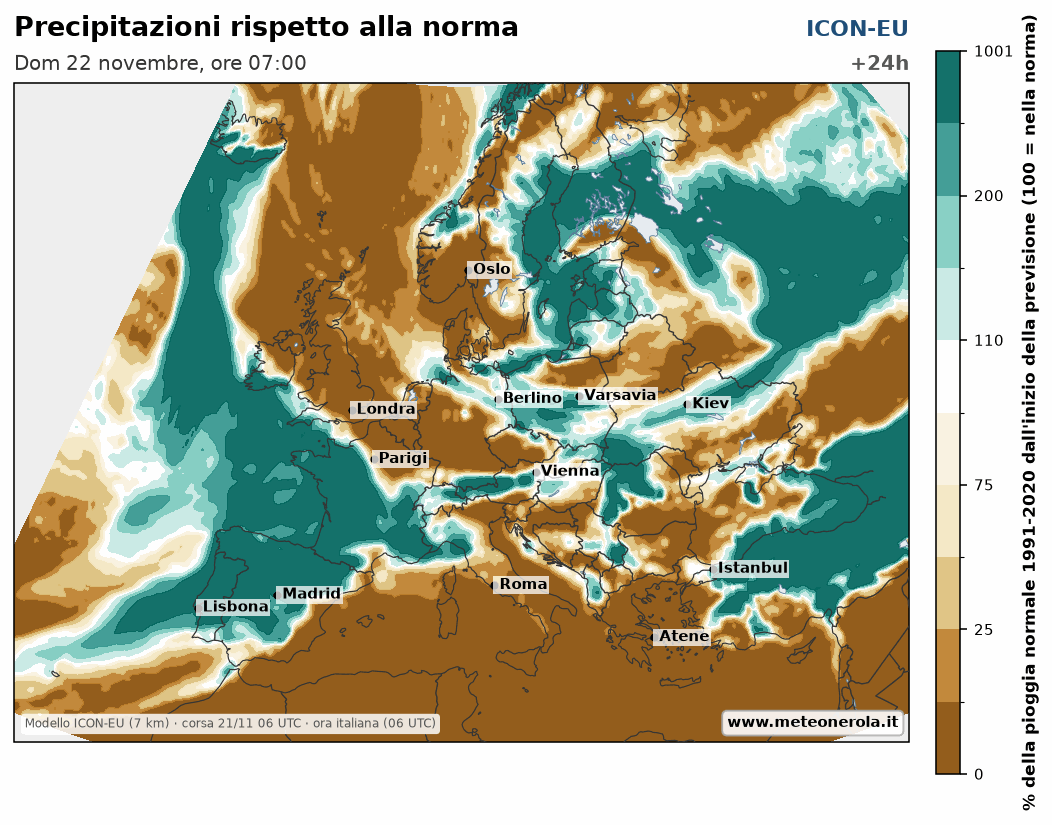 Precipitazioni rispetto alla norma
ICON-EU
Dom 22 novembre, ore 07:00
+24h
Oslo
Londra
Berlino
Varsavia
Kiev
Parigi
Vienna
Istanbul
Roma
Madrid
Lisbona
Atene
Modello ICON-EU (7 km) · corsa 21/11 06 UTC · ora italiana (06 UTC)
www.meteonerola.it
1001
200
110
75
25
0
% della pioggia normale 1991-2020 dall'inizio della previsione (100 = nella norma)